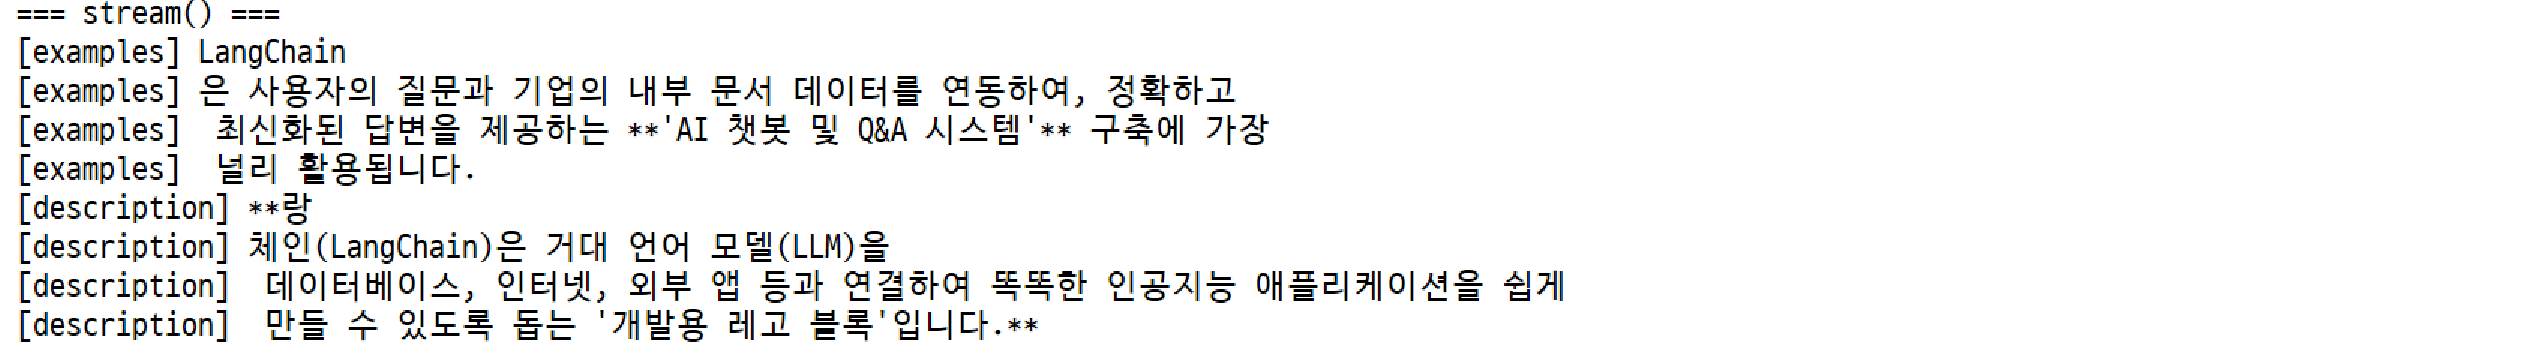 === stream() ===
[examples] LangChain
[examples] 은 사용자의 질문과 기업의 내부 문서 데이터를 연동하여, 정확하고
[examples]  최신화된 답변을 제공하는 **'AI 챗봇 및 Q&A 시스템'** 구축에 가장
[examples]  널리 활용됩니다.
[description] **랑
[description] 체인(LangChain)은 거대 언어 모델(LLM)을
[description]  데이터베이스, 인터넷, 외부 앱 등과 연결하여 똑똑한 인공지능 애플리케이션을 쉽게
[description]  만들 수 있도록 돕는 '개발용 레고 블록'입니다.**